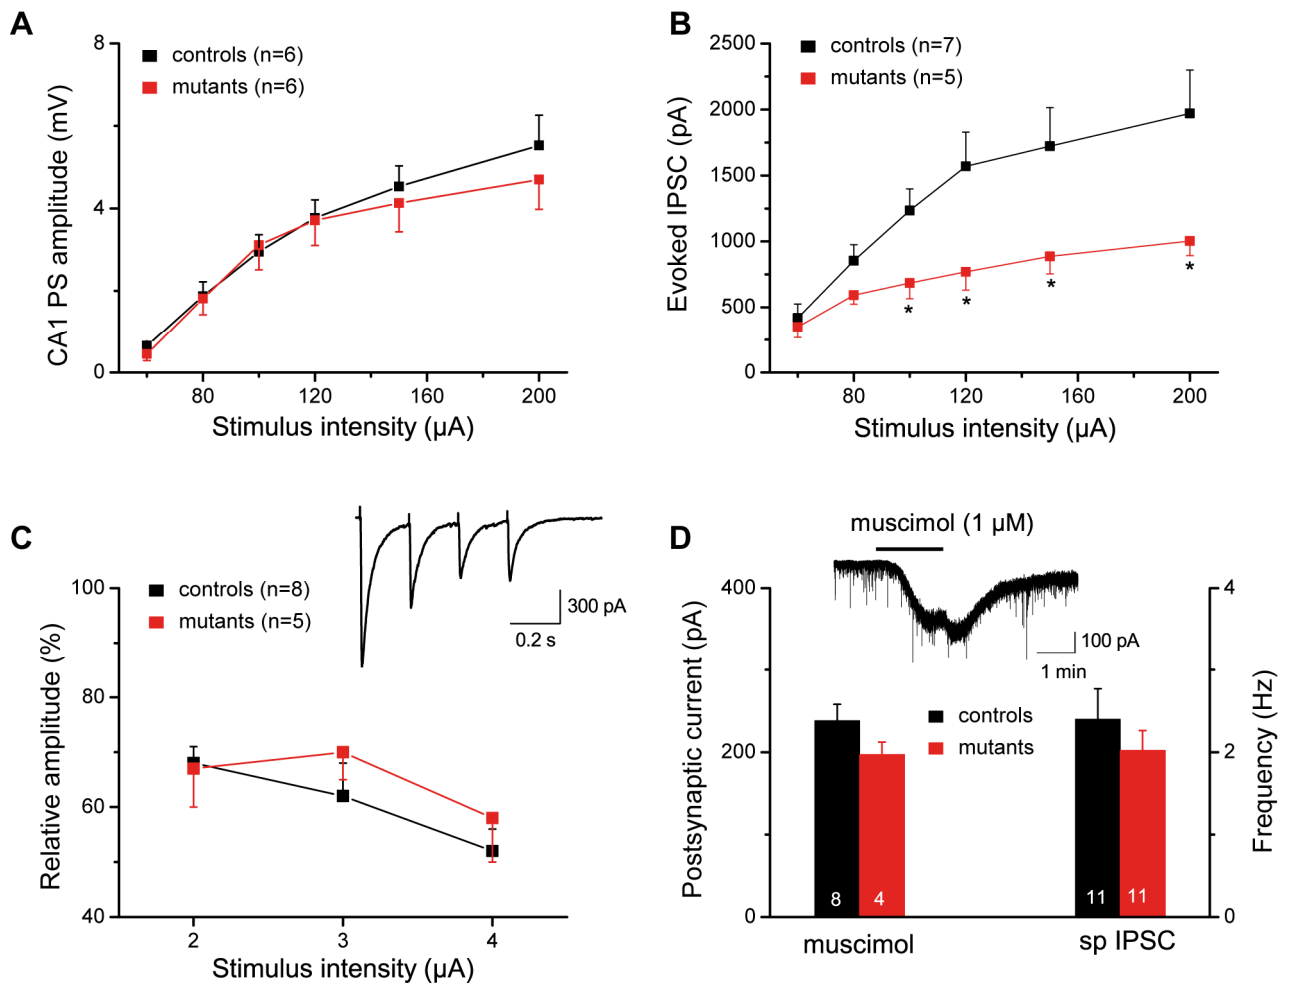 A
8
4
0
CA1 PS amplitude (mV)
controls (n=6)
mutants (n=6)
80
120
160
200
Stimulus intensity (µA)
B
2500
2000
1500
1000
500
0
Evoked IPSC (pA)
controls (n=7)
mutants (n=5)
*
*
*
*
80
120
160
200
Stimulus intensity (µA)
C
100
80
60
40
Relative amplitude (%)
controls (n=8)
mutants (n=5)
300 pA
0.2 s
2
3
4
Stimulus intensity (µA)
D
muscimol (1 µM)
400
200
0
Postsynaptic current (pA)
100 pA
1 min
controls
mutants
4
2
0
Frequency (Hz)
8
4
11
11
muscimol
sp IPSC